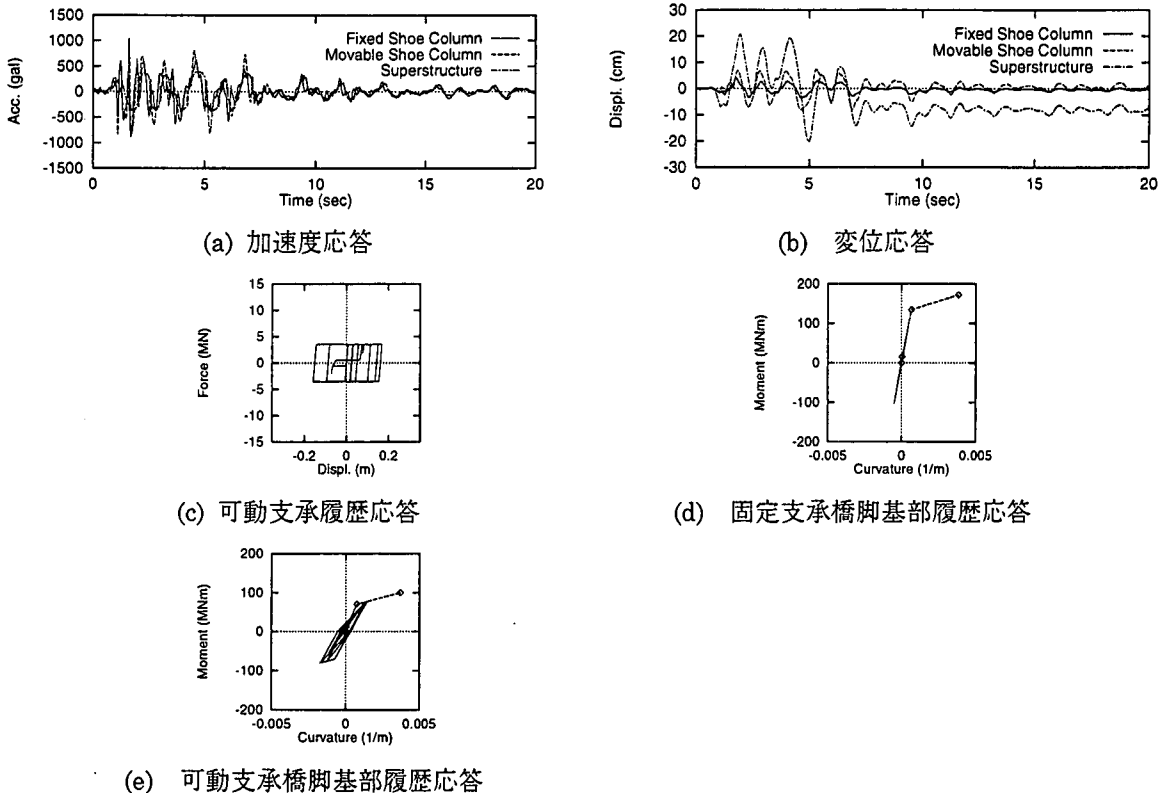 1500
1000
500
0
-500
-1000
-1500
Acc. (gal)
Fixed Shoe Column
Movable Shoe Column
Superstructure
0 5 10 15 20
Time (sec)
(a) 加速度応答
30
20
10
0
-10
-20
-30
Displ. (cm)
Fixed Shoe Column
Movable Shoe Column
Superstructure
0 5 10 15 20
Time (sec)
(b) 変位応答
15
10
5
0
-5
-10
-15
Force (MN)
-0.2 0 0.2
Displ. (m)
(c) 可動支承履歴応答
200
100
0
-100
-200
Moment (MNm)
-0.005 0 0.005
Curvature (1/m)
(d) 固定支承橋脚基部履歴応答
200
100
0
-100
-200
Moment (MNm)
-0.005 0 0.005
Curvature (1/m)
(e) 可動支承橋脚基部履歴応答